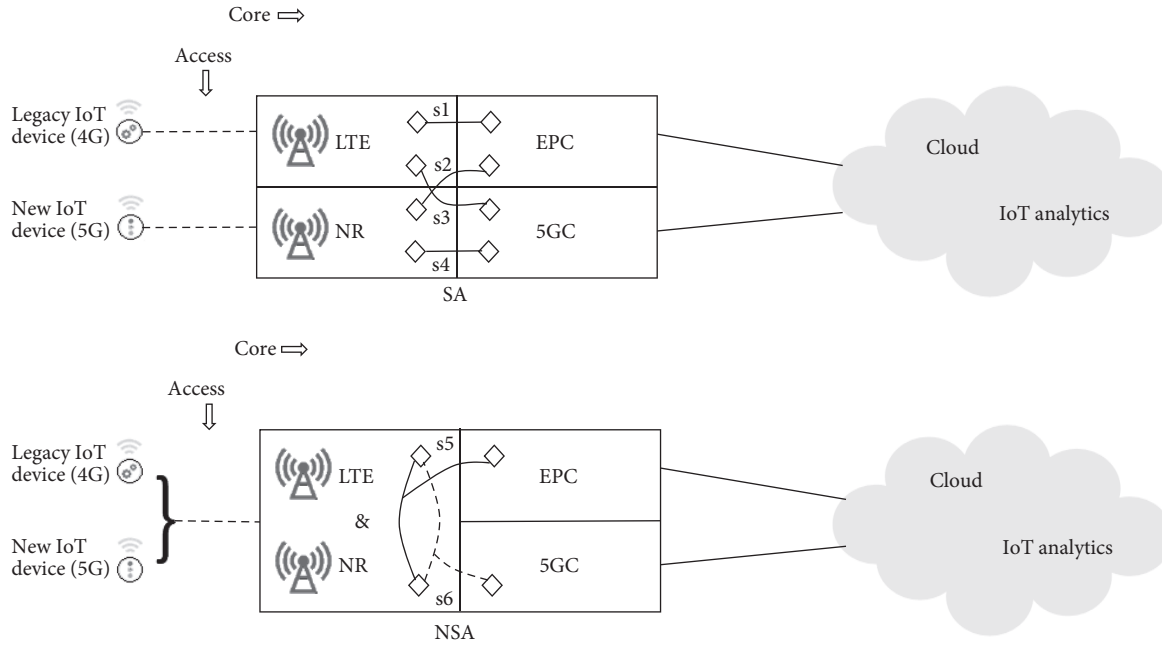 Core
Access
Legacy IoT
device (4G)
LTE
s1
EPC
s2
Cloud
New IoT
device (5G)
NR
s3
5GC
IoT analytics
s4
SA
Core
Access
Legacy IoT
device (4G)
LTE
s5
EPC
Cloud
&
New IoT
device (5G)
NR
5GC
IoT analytics
s6
NSA